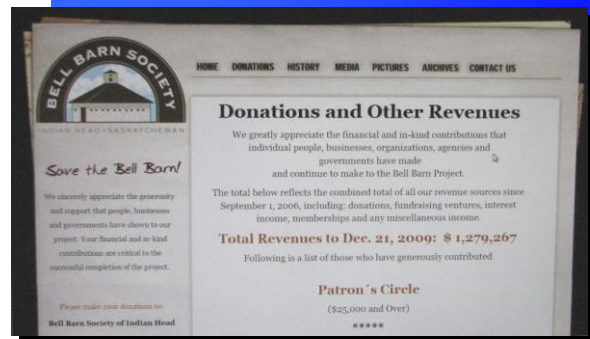 BELL BARN SOCIETY
INDIAN HEAD • SASKATCHEWAN
HOME DONATIONS HISTORY MEDIA PICTURES ARCHIVES CONTACT US
Save the Bell Barn!
We sincerely appreciate the generosity
and support that people, businesses
and governments have shown to our
project. Your financial and in-kind
contributions are critical to the
successful completion of the project.
Please make your donations to:
Bell Barn Society of Indian Head
Donations and Other Revenues
We greatly appreciate the financial and in-kind contributions that
individual people, businesses, organizations, agencies and
governments have made
and continue to make to the Bell Barn Project.
The total below reflects the combined total of all our revenue sources since
September 1, 2006, including: donations, fundraising ventures, interest
income, memberships and any miscellaneous income.
Total Revenues to Dec. 21, 2009: $ 1,279,267
Following is a list of those who have generously contributed
Patron´s Circle
($25,000 and Over)
*****